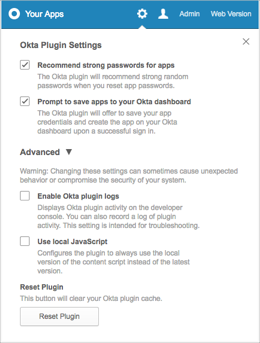 Your Apps Admin Web Version
Okta Plugin Settings
Recommend strong passwords for apps
The Okta plugin will recommend strong random
passwords when you reset app passwords.
Prompt to save apps to your Okta dashboard
The Okta plugin will offer to save your app
credentials and create the app on your Okta
dashboard upon a successful sign in.
Advanced ▼
Warning: Changing these settings can sometimes cause unexpected
behavior or compromise the security of your system.
Enable Okta plugin logs
Displays Okta plugin activity on the developer
console. You can also record a log of plugin
activity. This setting is intended for troubleshooting.
Use local JavaScript
Configures the plugin to always use the local
version of the content script instead of the latest
version.
Reset Plugin
This button will clear your Okta plugin cache.
Reset Plugin